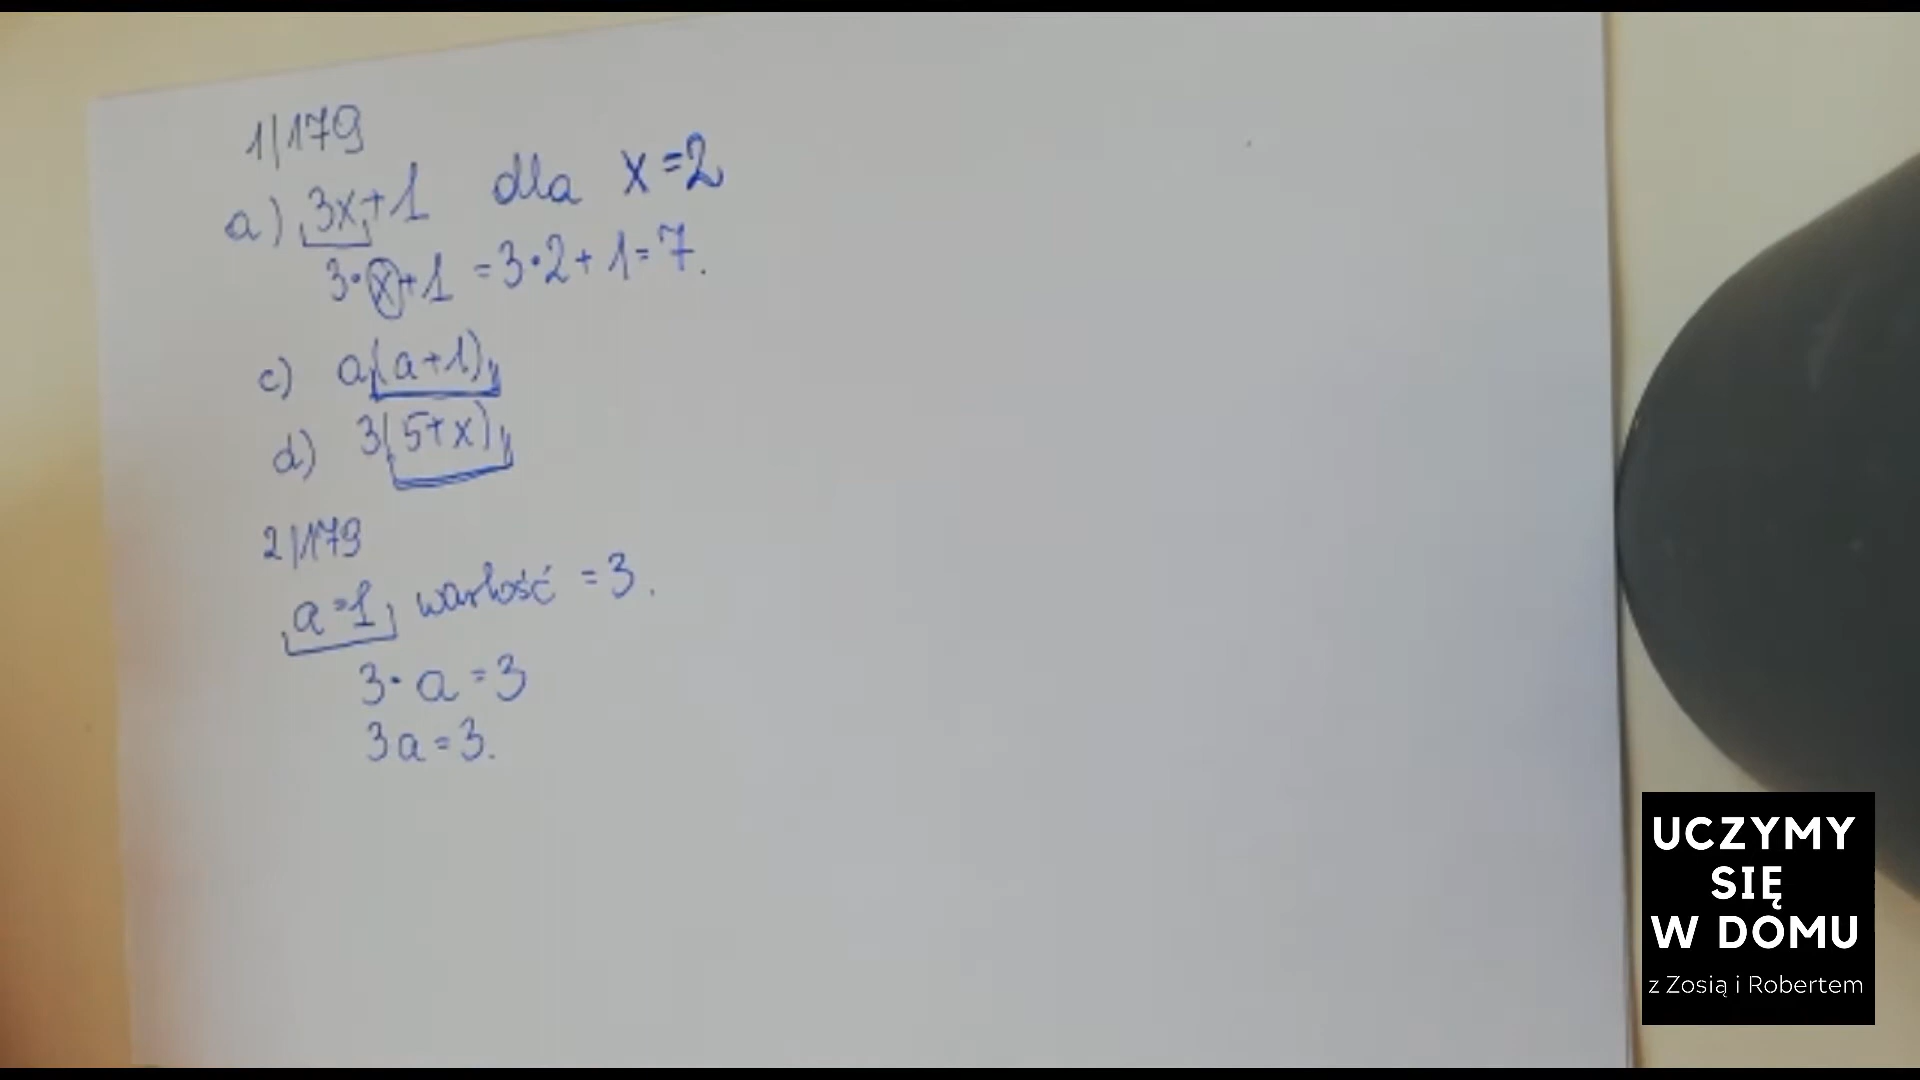 1/179
a) 3x+1 dla x=2
3·x+1 = 3·2+1=7.
c) a(a+1)
d) 3(5+x)
2/179
a=1, wartość =3.
3·a=3
3a=3.
UCZYMY
SIĘ
W DOMU
z Zosią i Robertem